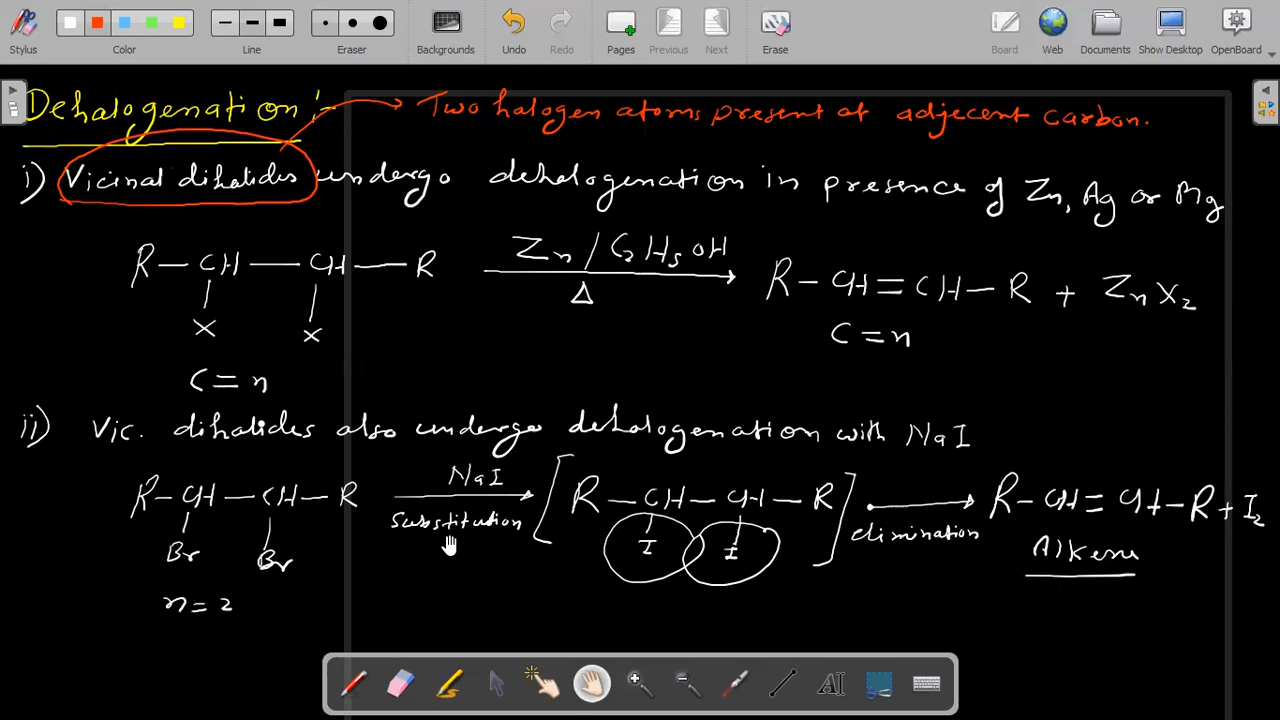 Stylus Color Line Eraser Backgrounds Undo Redo Pages Previous Next Erase Board Web Documents Show Desktop OpenBoard
Dehalogenation :- → Two halogen atoms present at adjecent carbon.
i) Vicinal dihalides undergo dehalogenation in presence of Zn, Ag or Mg
R — CH — CH — R Zn / C2H5OH R — CH = CH — R + ZnX2
X X Δ
C = n
C = n
ii) Vic. dihalides also undergo dehalogenation with NaI
R — CH — CH — R NaI [ R — CH — CH — R ] R — CH = CH — R + I2
substitution elimination
Br Br I I Alkene
n = 2